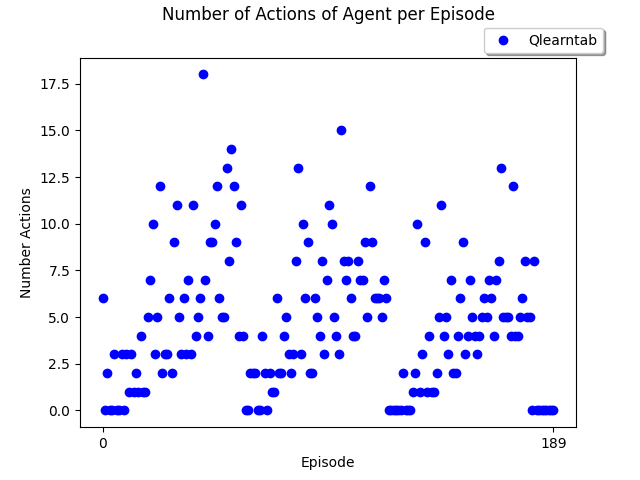 Number of Actions of Agent per Episode
Qlearntab
17.5
15.0
12.5
10.0
7.5
5.0
2.5
0.0
Number Actions
0
189
Episode